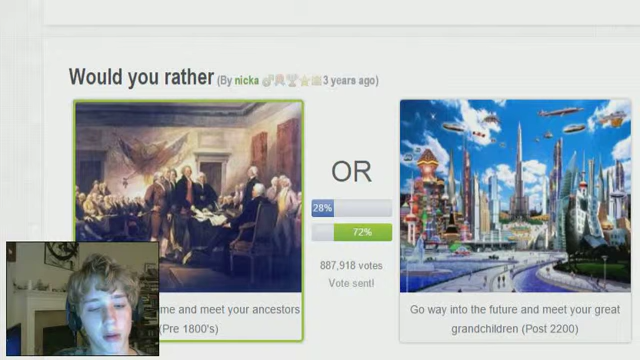 Would you rather (By nicka 3 years ago)
OR
28%
72%
887,918 votes
Vote sent!
me and meet your ancestors
(Pre 1800's)
Go way into the future and meet your great
grandchildren (Post 2200)